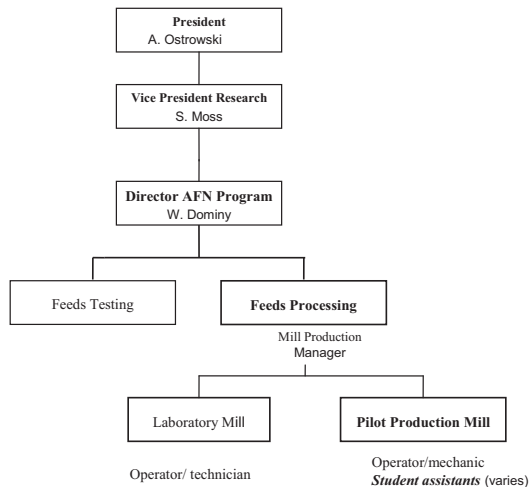 President
A. Ostrowski
Vice President Research
S. Moss
Director AFN Program
W. Dominy
Feeds Testing
Feeds Processing
Mill Production
Manager
Laboratory Mill
Pilot Production Mill
Operator/ technician
Operator/mechanic
Student assistants (varies)